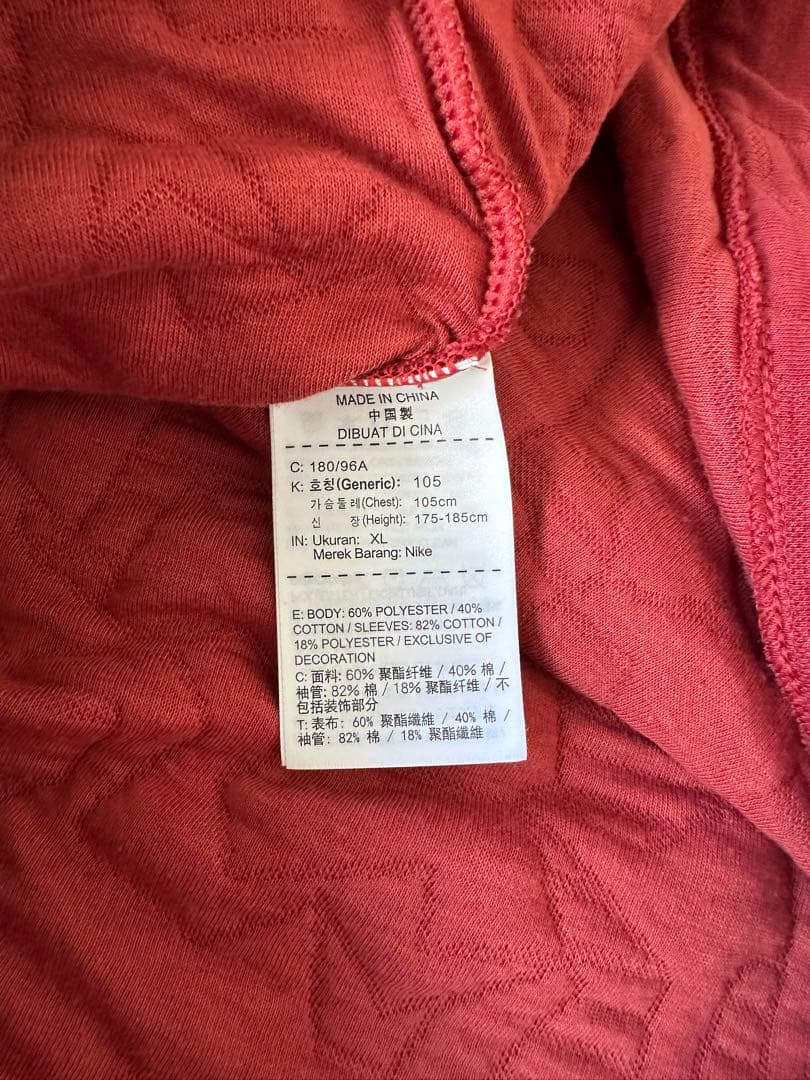 MADE IN CHINA
中国製
DIBUAT DI CINA
C: 180/96A
K: 호칭(Generic): 105
가슴둘레(Chest): 105cm
신 장(Height): 175-185cm
IN: Ukuran: XL
Merek Barang: Nike
E: BODY: 60% POLYESTER / 40%
COTTON / SLEEVES: 82% COTTON /
18% POLYESTER / EXCLUSIVE OF
DECORATION
C: 面料: 60% 聚酯纤维 / 40% 棉 /
袖管: 82% 棉 / 18% 聚酯纤维 / 不
包括装饰部分
T: 表布: 60% 聚酯纖維 / 40% 棉 /
袖管: 82% 棉 / 18% 聚酯纖維